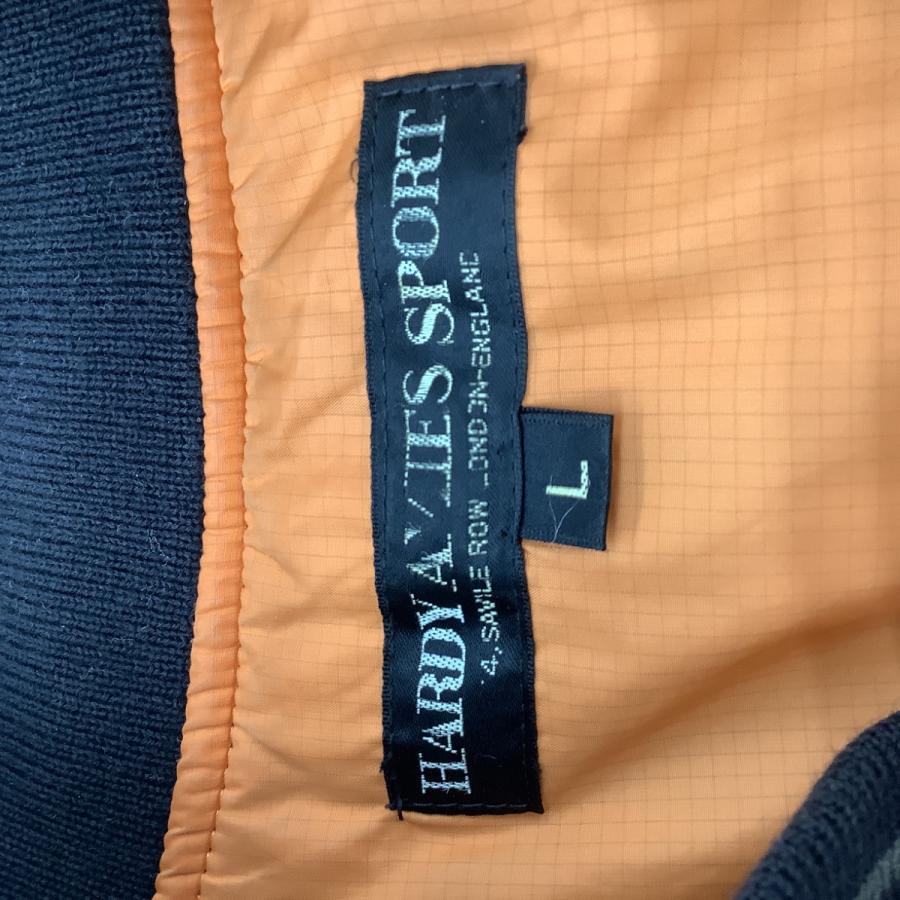 HARDY AMIES SPORT
4, SAVILE ROW LONDON-ENGLAND
L